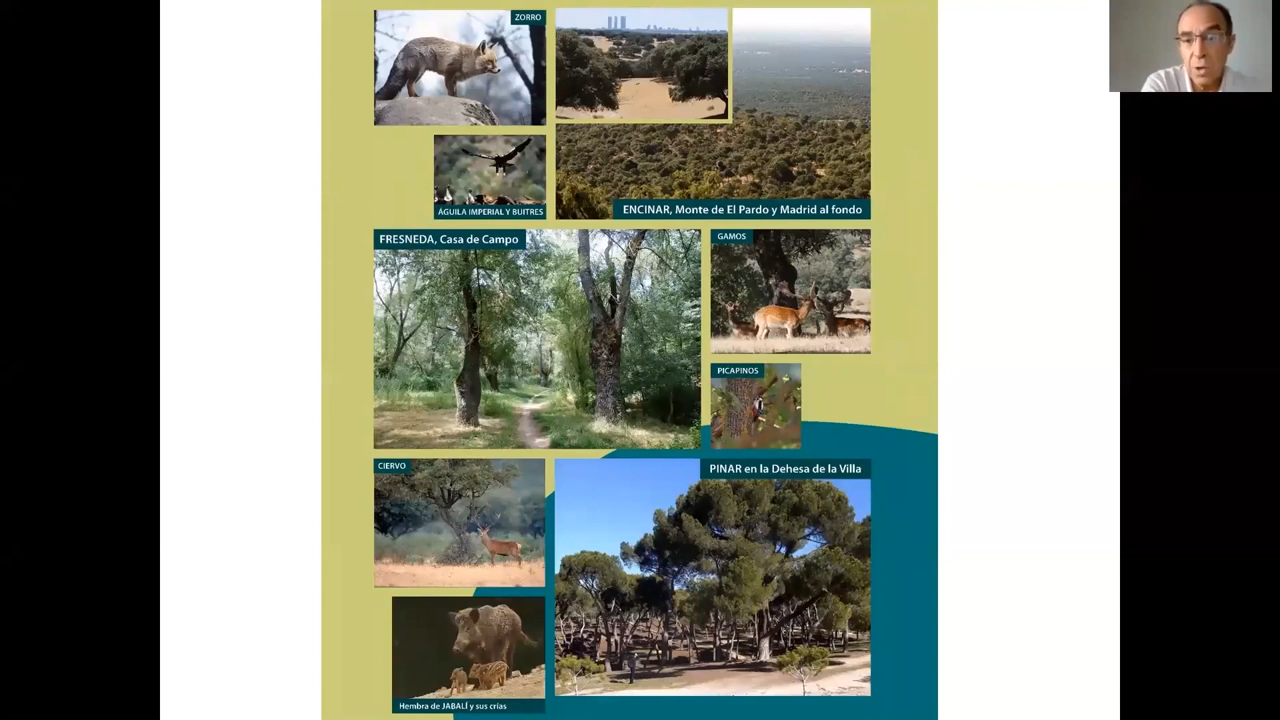 ZORRO
ÁGUILA IMPERIAL Y BUITRES
ENCINAR, Monte de El Pardo y Madrid al fondo
FRESNEDA, Casa de Campo
GAMOS
PICAPINOS
CIERVO
PINAR en la Dehesa de la Villa
Hembra de JABALÍ y sus crías